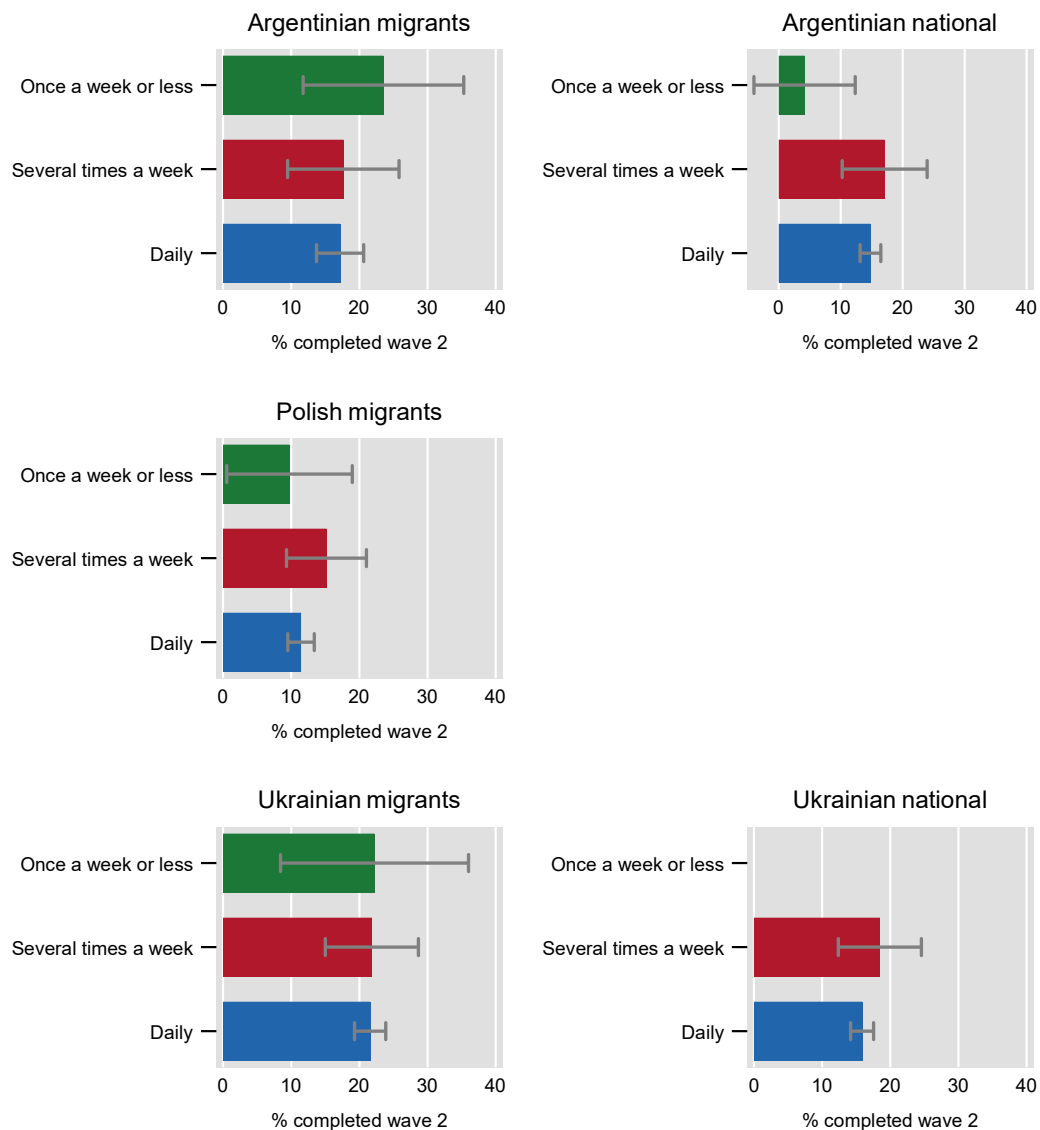 Argentinian migrants
Once a week or less
Several times a week
Daily
0 10 20 30 40
% completed wave 2
Argentinian national
Once a week or less
Several times a week
Daily
0 10 20 30 40
% completed wave 2
Polish migrants
Once a week or less
Several times a week
Daily
0 10 20 30 40
% completed wave 2
Ukrainian migrants
Once a week or less
Several times a week
Daily
0 10 20 30 40
% completed wave 2
Ukrainian national
Once a week or less
Several times a week
Daily
0 10 20 30 40
% completed wave 2